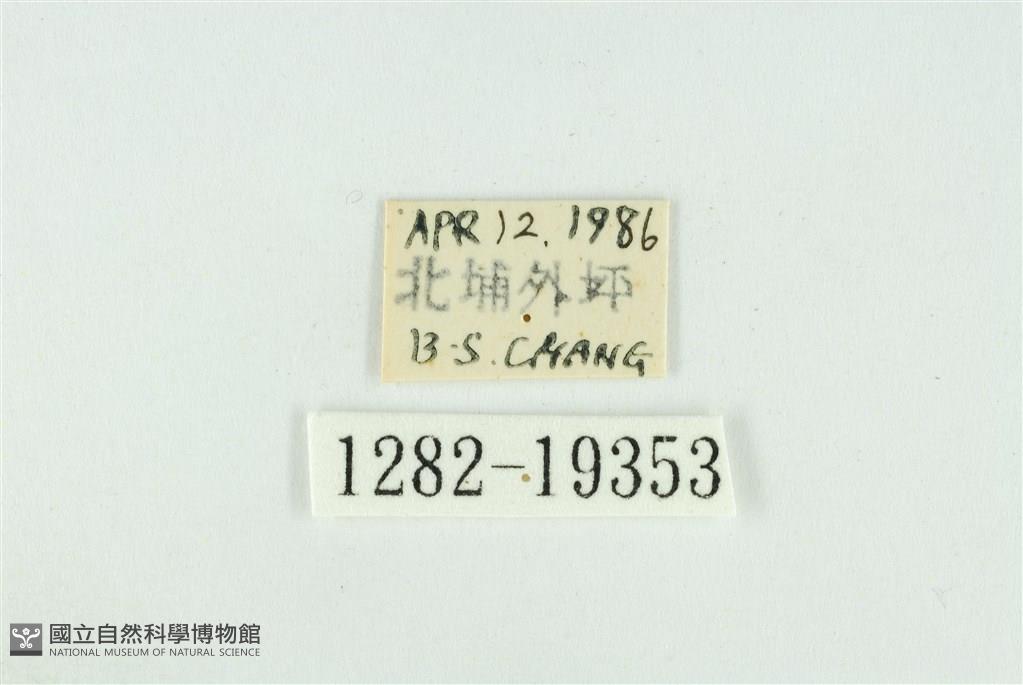 APR 12. 1986
北埔外坪
B.S. CHANG
1282-19353
國立自然科學博物館
NATIONAL MUSEUM OF NATURAL SCIENCE